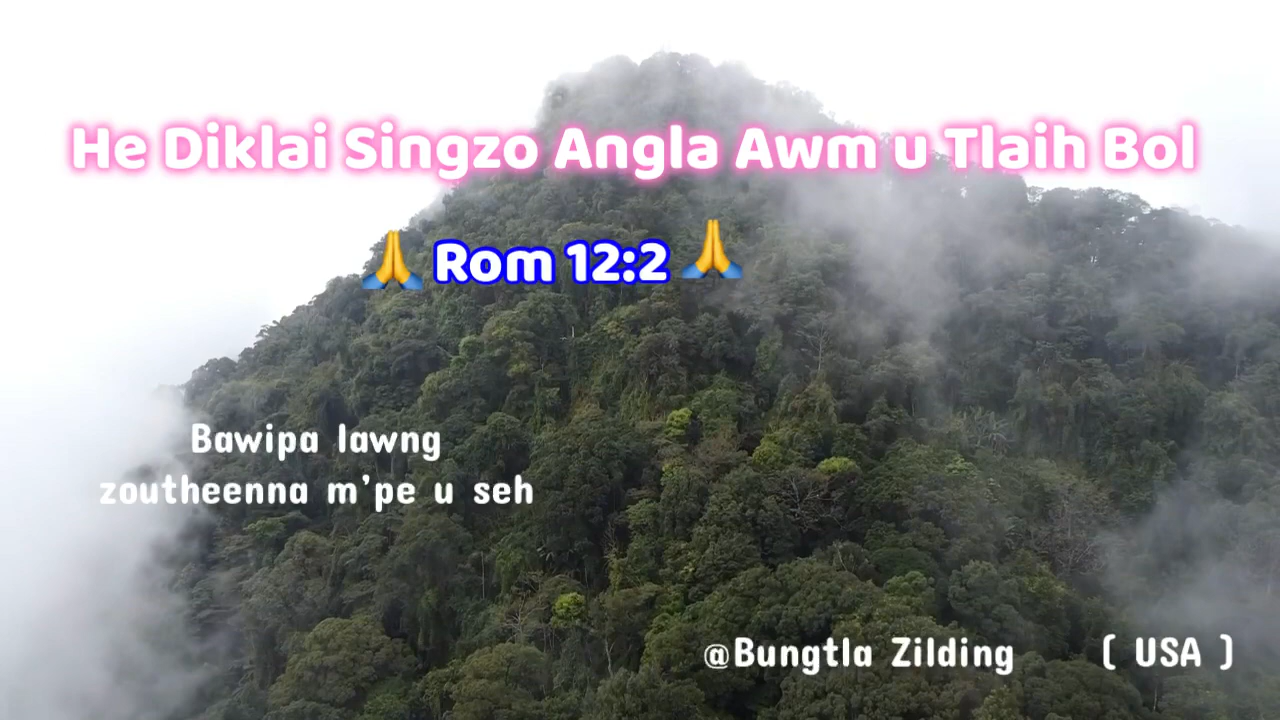 He Diklai Singzo Angla Awm u Tlaih Bol
🙏 Rom 12:2 🙏
Bawipa lawng
zoutheenna m'pe u seh
@Bungtla Zilding ( USA )